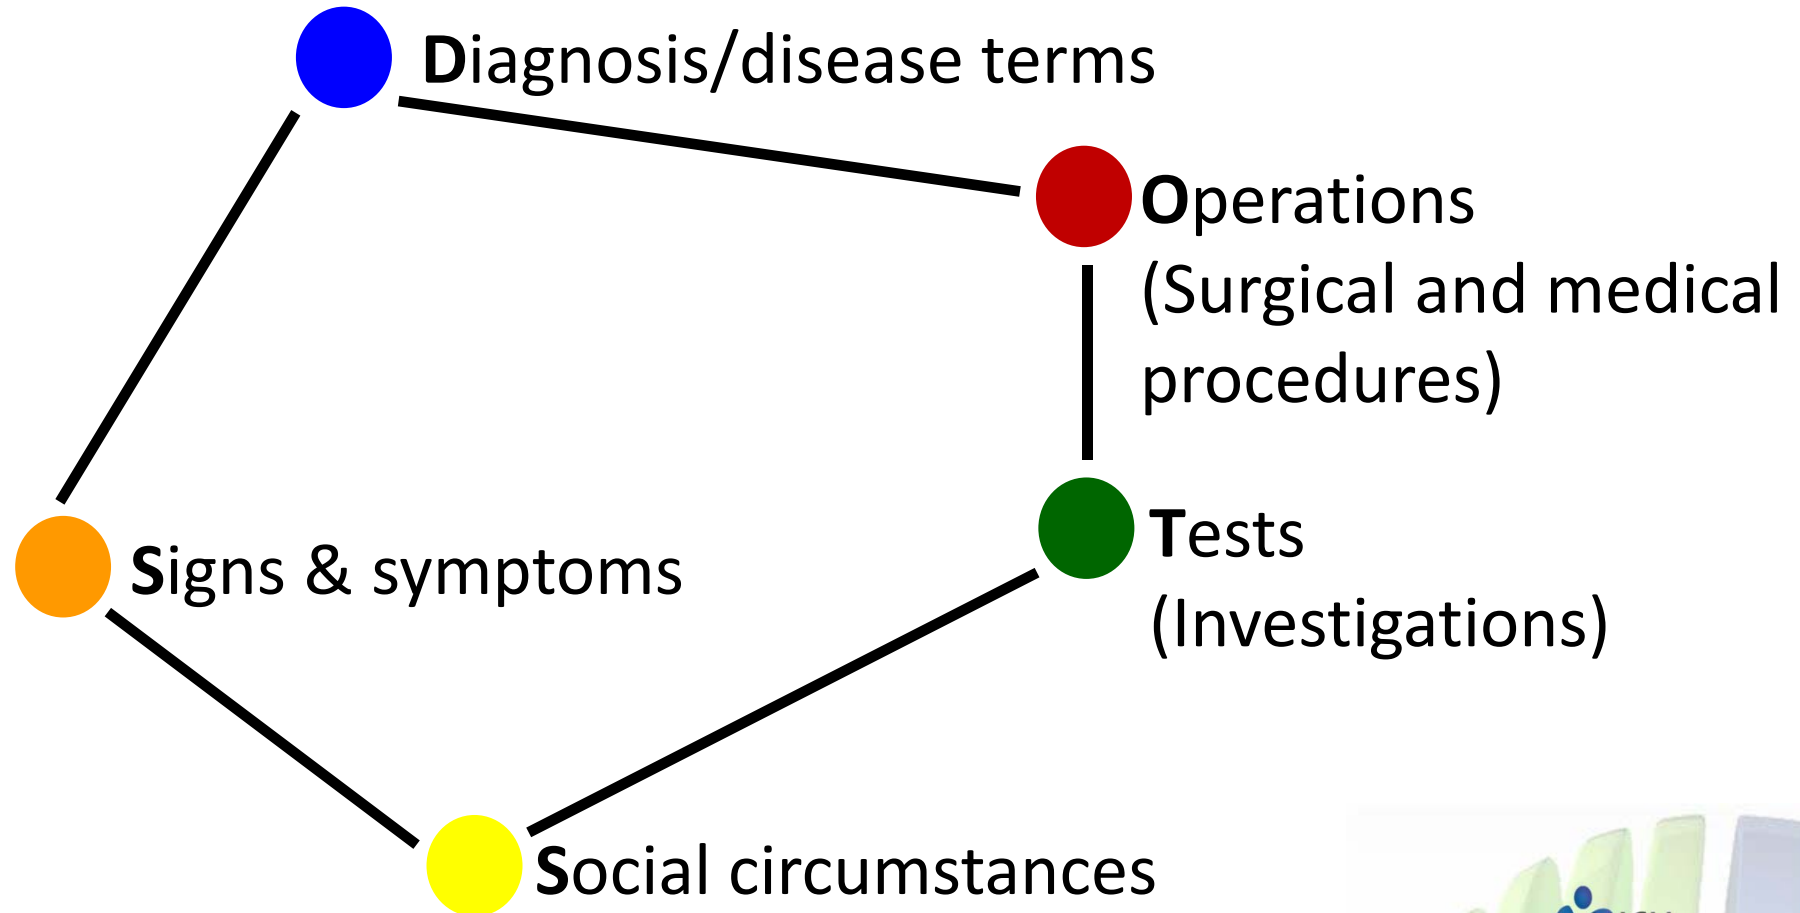 Diagnosis/disease terms
Operations
(Surgical and medical
procedures)
Tests
(Investigations)
Signs & symptoms
Social circumstances